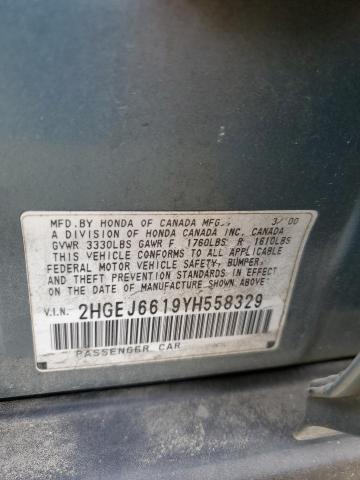 MFD.BY HONDA OF CANADA MFG., 3/00
A DIVISION OF HONDA CANADA INC. CANADA
GVWR 3330LBS GAWR F 1760LBS R 1610LBS
THIS VEHICLE CONFORMS TO ALL APPLICABLE
FEDERAL MOTOR VEHICLE SAFETY, BUMPER,
AND THEFT PREVENTION STANDARDS IN EFFECT
ON THE DATE OF MANUFACTURE SHOWN ABOVE.
V.I.N. 2HGEJ6619YH558329
PASSENGER CAR